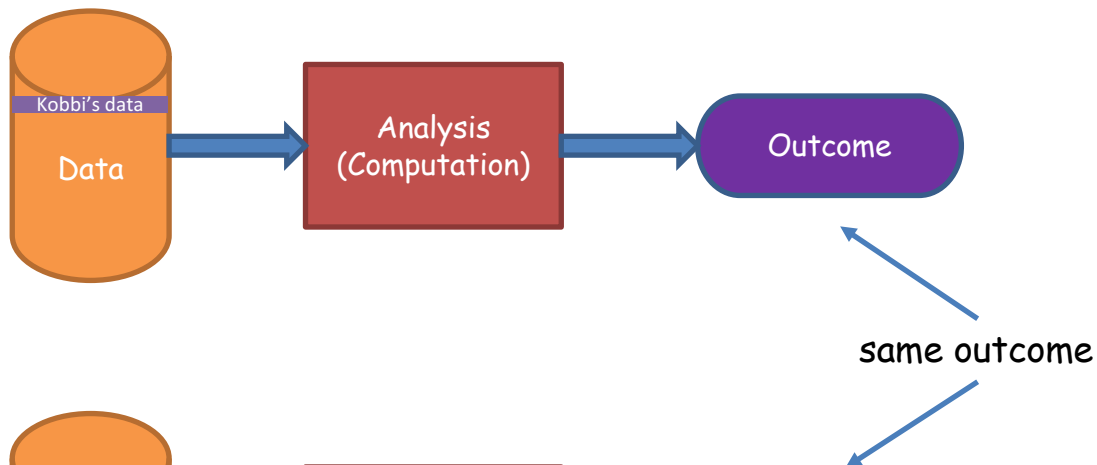 Kobbi's data
Data
Analysis
(Computation)
Outcome
same outcome